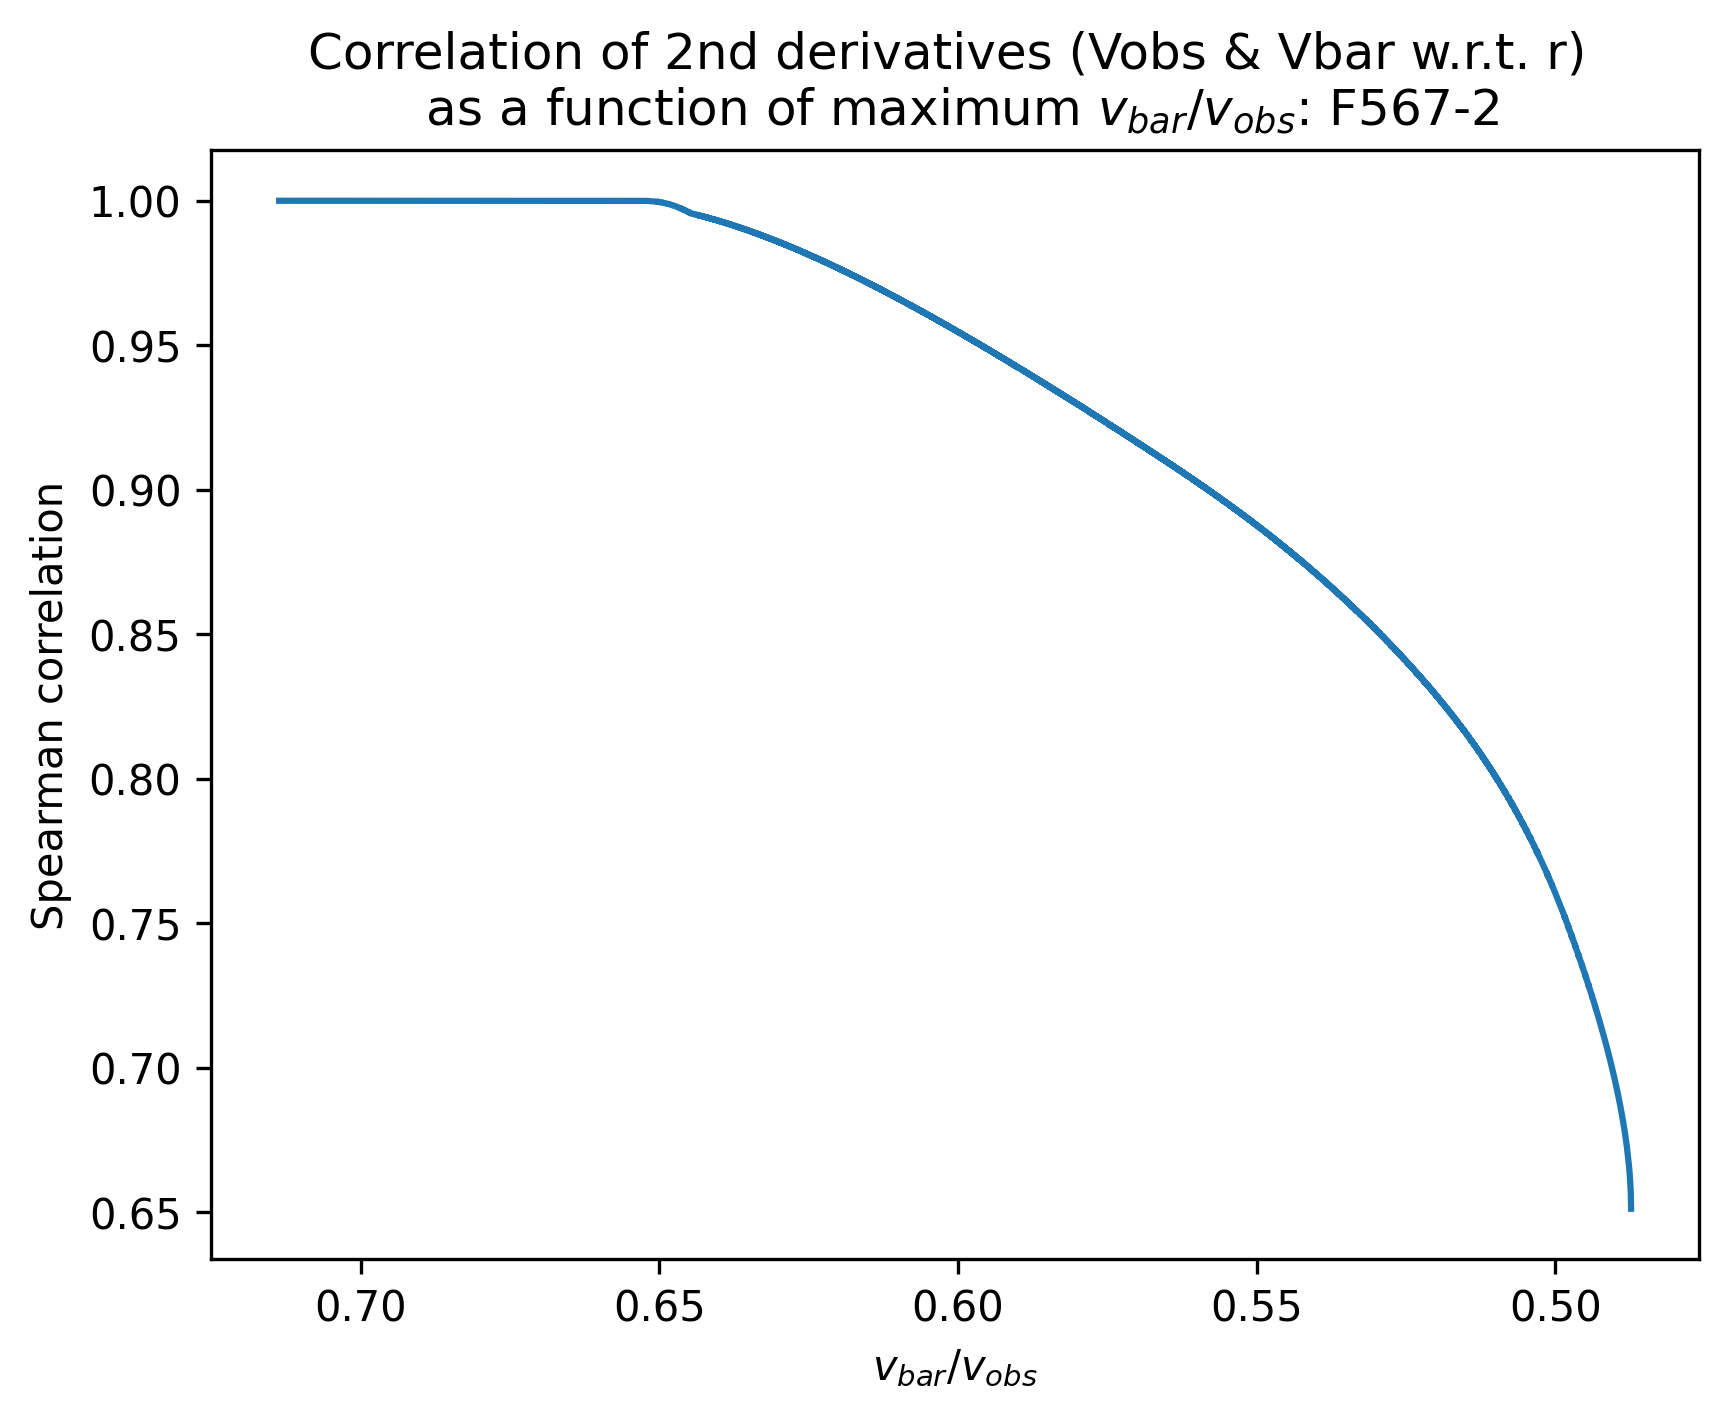 Correlation of 2nd derivatives (Vobs & Vbar w.r.t. r)
as a function of maximum v_bar/v_obs: F567-2
1.00
0.95
0.90
0.85
0.80
0.75
0.70
0.65
Spearman correlation
0.70 0.65 0.60 0.55 0.50
v_bar/v_obs